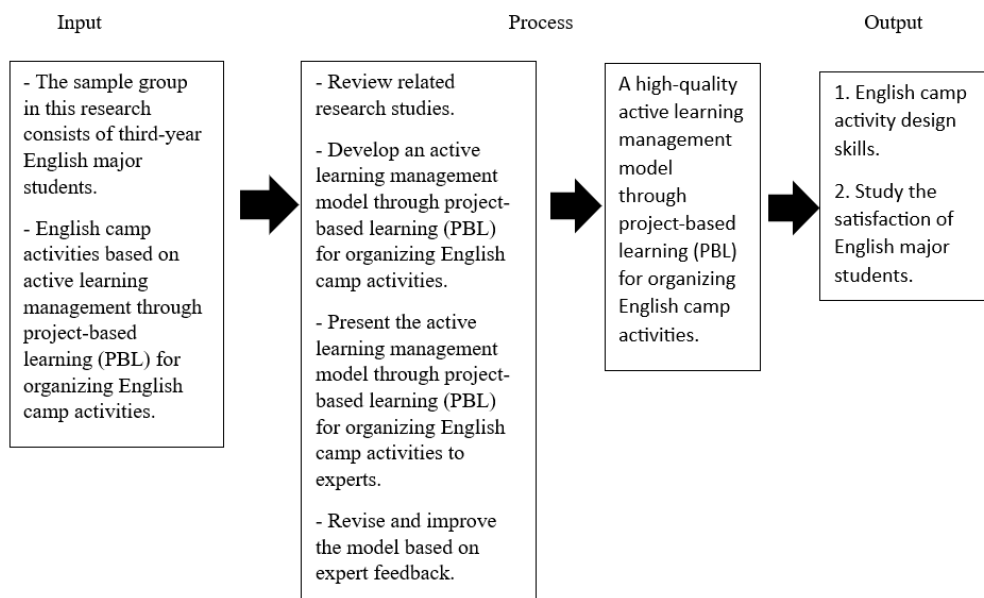 Input
Process
Output
- The sample group
in this research
consists of third-year
English major
students.
- English camp
activities based on
active learning
management through
project-based
learning (PBL) for
organizing English
camp activities.
- Review related
research studies.
- Develop an active
learning management
model through project-
based learning (PBL)
for organizing English
camp activities.
- Present the active
learning management
model through project-
based learning (PBL)
for organizing English
camp activities to
experts.
- Revise and improve
the model based on
expert feedback.
A high-quality
active learning
management
model
through
project-based
learning (PBL)
for organizing
English camp
activities.
1. English camp
activity design
skills.
2. Study the
satisfaction of
English major
students.